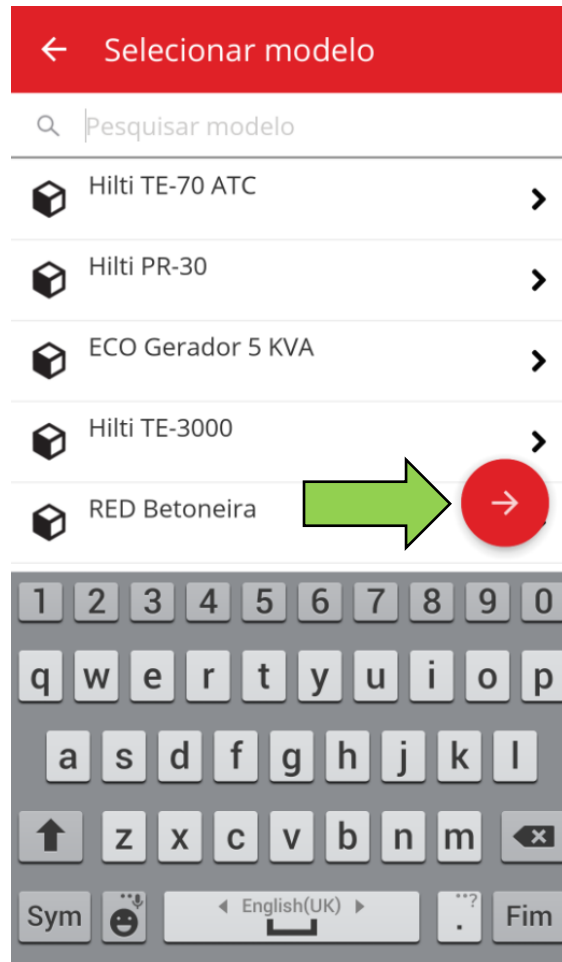 Selecionar modelo
Pesquisar modelo
Hilti TE-70 ATC
Hilti PR-30
ECO Gerador 5 KVA
Hilti TE-3000
RED Betoneira
1 2 3 4 5 6 7 8 9 0
q w e r t y u i o p
a s d f g h j k l
z x c v b n m
Sym English(UK) . ? Fim